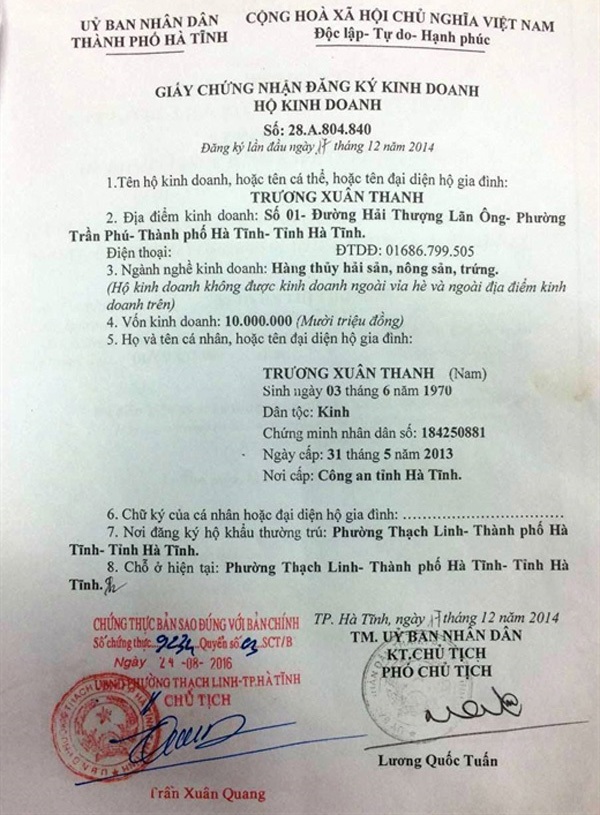 UỶ BAN NHÂN DÂN
THÀNH PHỐ HÀ TĨNH
CỘNG HOÀ XÃ HỘI CHỦ NGHĨA VIỆT NAM
Độc lập- Tự do- Hạnh phúc
GIẤY CHỨNG NHẬN ĐĂNG KÝ KINH DOANH
HỘ KINH DOANH
Số: 28.A.804.840
Đăng ký lần đầu ngày 17 tháng 12 năm 2014
1.Tên hộ kinh doanh, hoặc tên cá thể, hoặc tên đại diện hộ gia đình:
TRƯƠNG XUÂN THANH
2. Địa điểm kinh doanh: Số 01- Đường Hải Thượng Lãn Ông- Phường
Trần Phú- Thành phố Hà Tĩnh- Tỉnh Hà Tĩnh.
Điện thoại: ĐTDĐ: 01686.799.505
3. Ngành nghề kinh doanh: Hàng thủy hải sản, nông sản, trứng.
(Hộ kinh doanh không được kinh doanh ngoài vỉa hè và ngoài địa điểm kinh
doanh trên)
4. Vốn kinh doanh: 10.000.000 (Mười triệu đồng)
5. Họ và tên cá nhân, hoặc tên đại diện hộ gia đình:
TRƯƠNG XUÂN THANH (Nam)
Sinh ngày 03 tháng 6 năm 1970
Dân tộc: Kinh
Chứng minh nhân dân số: 184250881
Ngày cấp: 31 tháng 5 năm 2013
Nơi cấp: Công an tỉnh Hà Tĩnh.
6. Chữ ký của cá nhân hoặc đại diện hộ gia đình: ..............................
7. Nơi đăng ký hộ khẩu thường trú: Phường Thạch Linh- Thành phố Hà
Tĩnh- Tỉnh Hà Tĩnh.
8. Chỗ ở hiện tại: Phường Thạch Linh- Thành phố Hà Tĩnh- Tỉnh Hà
Tĩnh.
CHỨNG THỰC BẢN SAO ĐÚNG VỚI BẢN CHÍNH
Số chứng thực 9234 Quyển số 03 SCT/B
Ngày 24 -08- 2016
UBND PHƯỜNG THẠCH LINH-TP.HÀ TĨNH
CHỦ TỊCH
Trần Xuân Quang
TP. Hà Tĩnh, ngày 17 tháng 12 năm 2014
TM. UỶ BAN NHÂN DÂN
KT.CHỦ TỊCH
PHÓ CHỦ TỊCH
Lương Quốc Tuấn